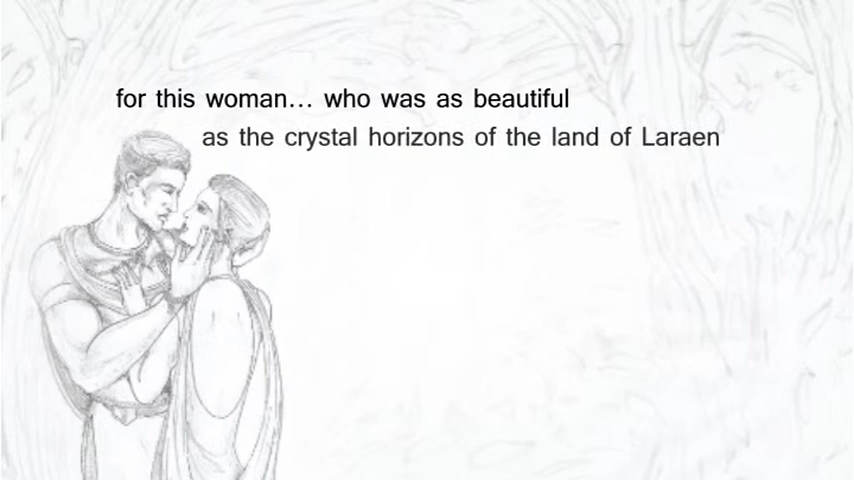 for this woman… who was as beautiful
as the crystal horizons of the land of Laraen